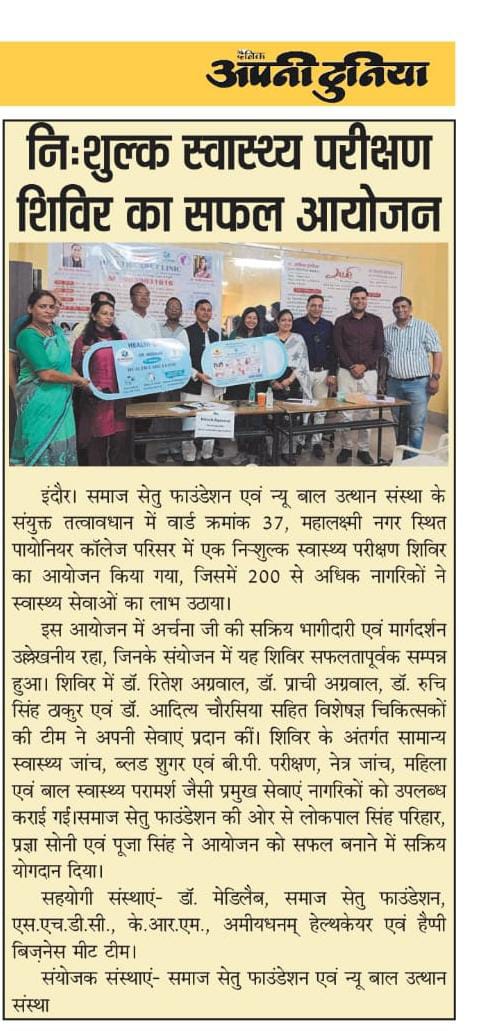 दैनिक
अपनी दुनिया
निःशुल्क स्वास्थ्य परीक्षण
शिविर का सफल आयोजन
CLINIC
HEALTH
इंदौर। समाज सेतु फाउंडेशन एवं न्यू बाल उत्थान संस्था के
संयुक्त तत्वावधान में वार्ड क्रमांक 37, महालक्ष्मी नगर स्थित
पायोनियर कॉलेज परिसर में एक निःशुल्क स्वास्थ्य परीक्षण शिविर
का आयोजन किया गया, जिसमें 200 से अधिक नागरिकों ने
स्वास्थ्य सेवाओं का लाभ उठाया।
इस आयोजन में अर्चना जी की सक्रिय भागीदारी एवं मार्गदर्शन
उल्लेखनीय रहा, जिनके संयोजन में यह शिविर सफलतापूर्वक सम्पन्न
हुआ। शिविर में डॉ. रितेश अग्रवाल, डॉ. प्राची अग्रवाल, डॉ. रुचि
सिंह ठाकुर एवं डॉ. आदित्य चौरसिया सहित विशेषज्ञ चिकित्सकों
की टीम ने अपनी सेवाएं प्रदान कीं। शिविर के अंतर्गत सामान्य
स्वास्थ्य जांच, ब्लड शुगर एवं बी.पी. परीक्षण, नेत्र जांच, महिला
एवं बाल स्वास्थ्य परामर्श जैसी प्रमुख सेवाएं नागरिकों को उपलब्ध
कराई गईं।समाज सेतु फाउंडेशन की ओर से लोकपाल सिंह परिहार,
प्रज्ञा सोनी एवं पूजा सिंह ने आयोजन को सफल बनाने में सक्रिय
योगदान दिया।
सहयोगी संस्थाएं- डॉ. मेडिलैब, समाज सेतु फाउंडेशन,
एस.एच.डी.सी., के.आर.एम., अमीयधनम् हेल्थकेयर एवं हैप्पी
बिज़नेस मीट टीम।
संयोजक संस्थाएं- समाज सेतु फाउंडेशन एवं न्यू बाल उत्थान
संस्था